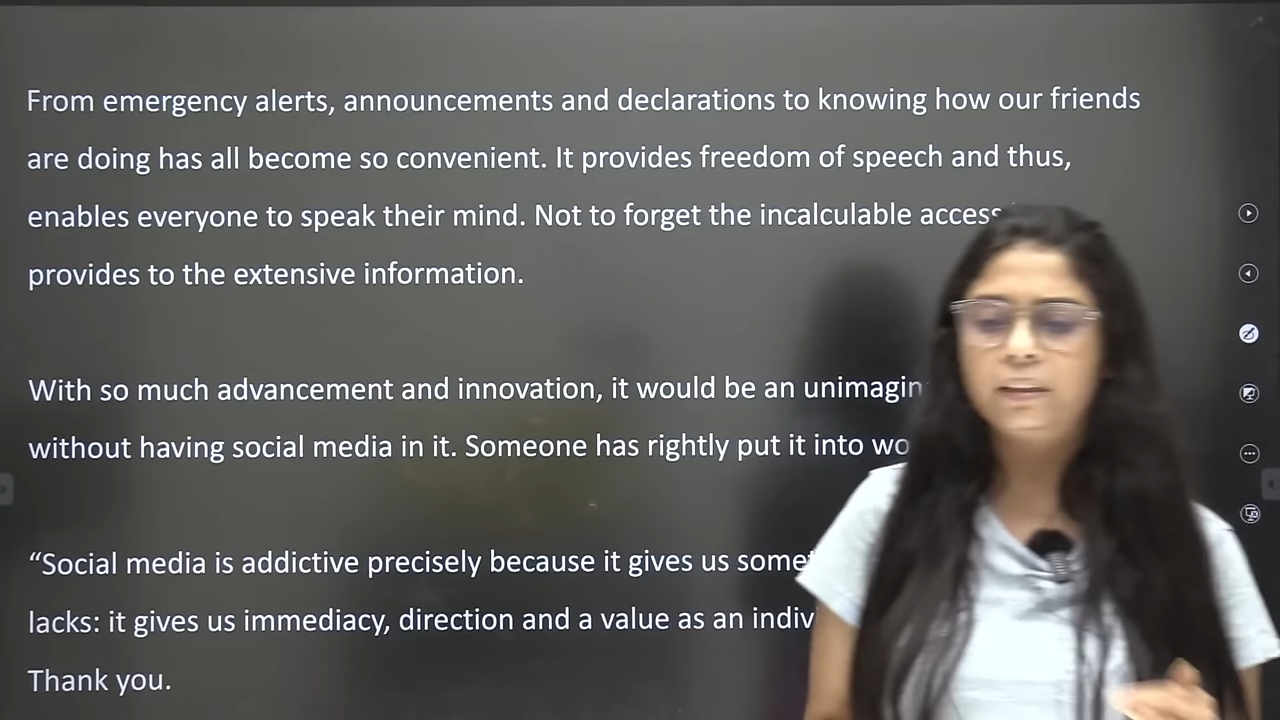 From emergency alerts, announcements and declarations to knowing how our friends
are doing has all become so convenient. It provides freedom of speech and thus,
enables everyone to speak their mind. Not to forget the incalculable access
provides to the extensive information.
With so much advancement and innovation, it would be an
without having social media in it. Someone has rightly put it into
“Social media is addictive precisely because it gives us
lacks: it gives us immediacy, direction and a value as an
Thank you.